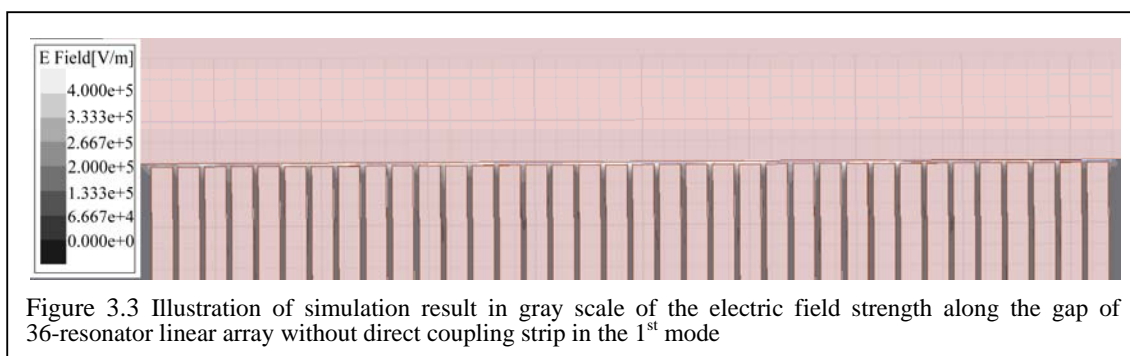 E Field[V/m]
4.000e+5
3.333e+5
2.667e+5
2.000e+5
1.333e+5
6.667e+4
0.000e+0
Figure 3.3 Illustration of simulation result in gray scale of the electric field strength along the gap of
36-resonator linear array without direct coupling strip in the 1st mode